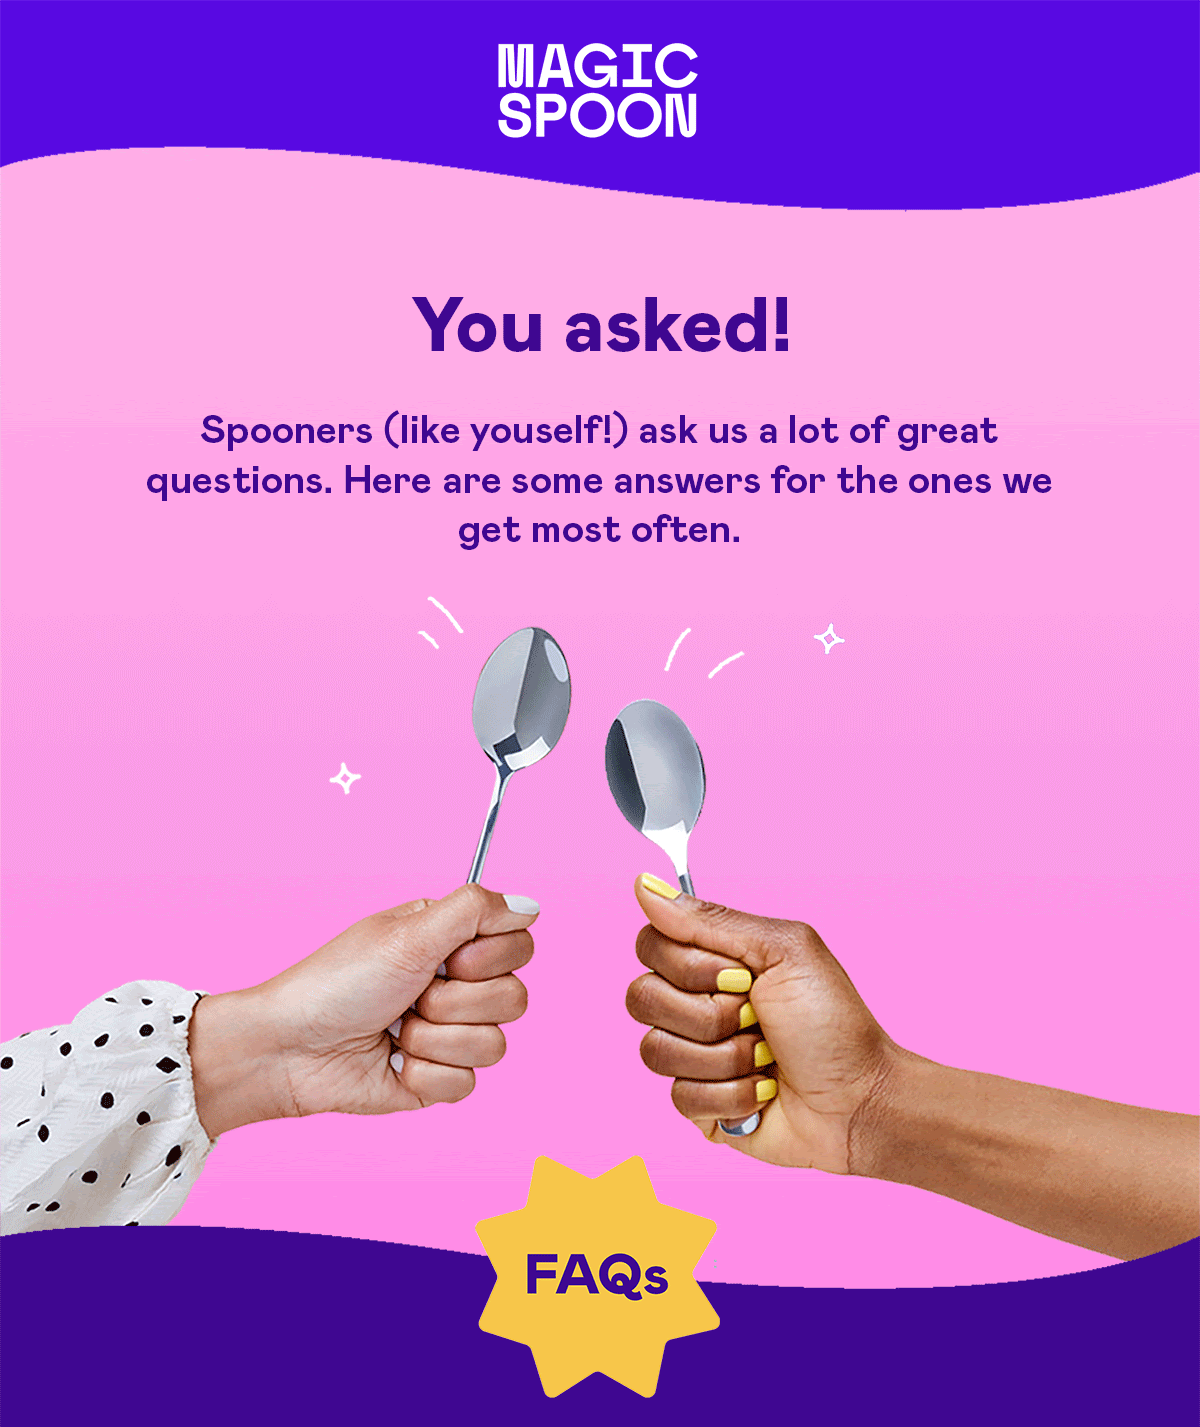 MAGIC
SPOON
You asked!
Spooners (like youself!) ask us a lot of great
questions. Here are some answers for the ones we
get most often.
FAQs